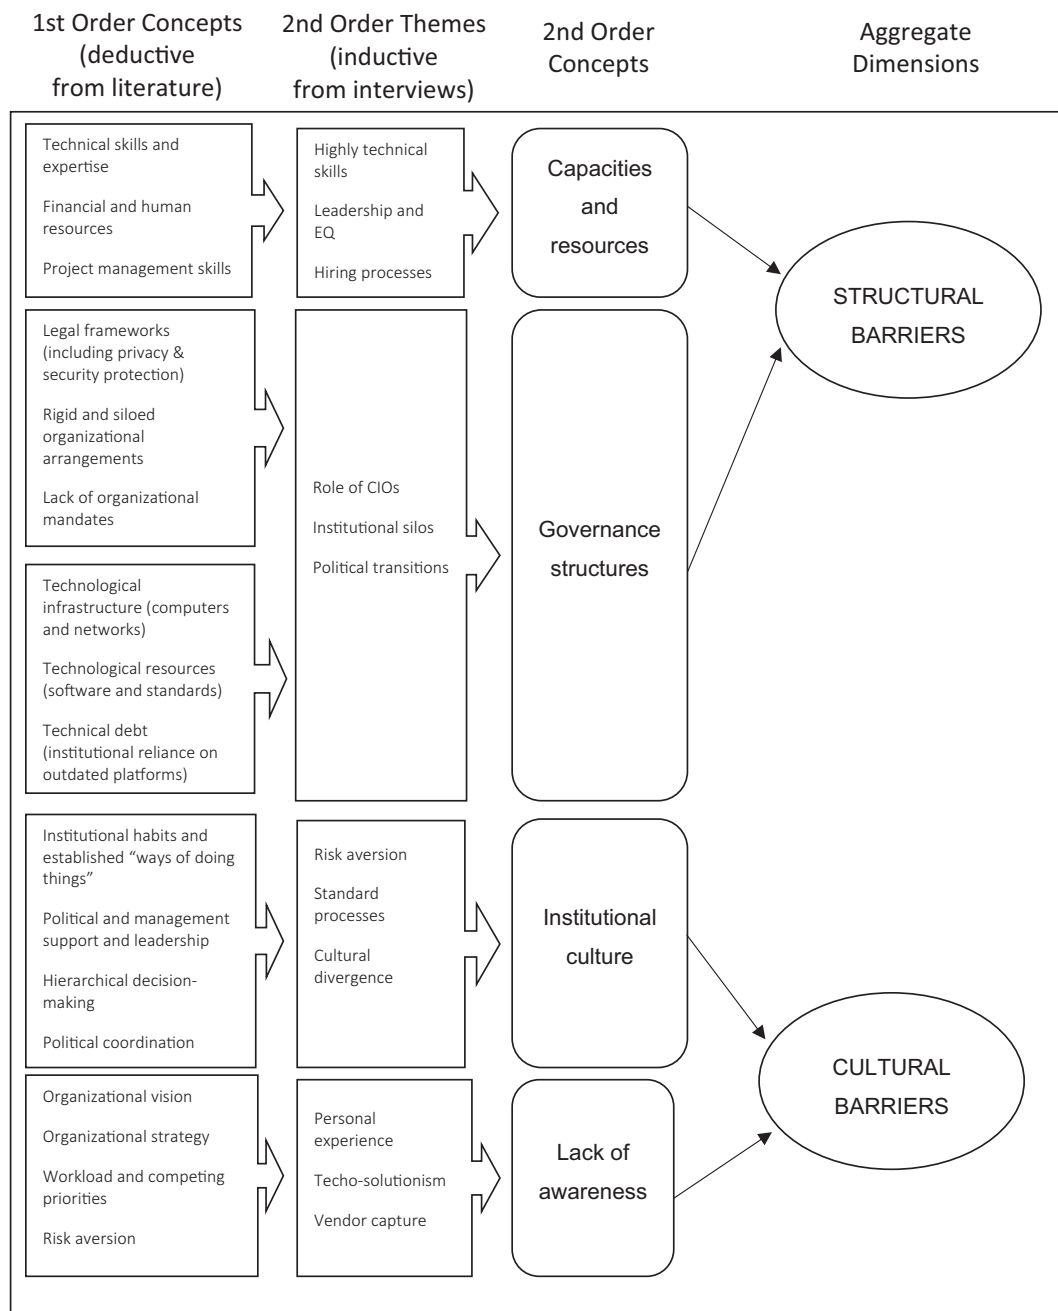 1st Order Concepts
(deductive
from literature)
2nd Order Themes
(inductive
from interviews)
2nd Order
Concepts
Aggregate
Dimensions
Technical skills and
expertise
Financial and human
resources
Project management skills
Highly technical
skills
Leadership and
EQ
Hiring processes
Capacities
and
resources
STRUCTURAL
BARRIERS
Legal frameworks
(including privacy &
security protection)
Rigid and siloed
organizational
arrangements
Lack of organizational
mandates
Technological
infrastructure (computers
and networks)
Technological resources
(software and standards)
Technical debt
(institutional reliance on
outdated platforms)
Role of CIOs
Institutional silos
Political transitions
Governance
structures
Institutional habits and
established “ways of doing
things”
Political and management
support and leadership
Hierarchical decision-
making
Political coordination
Risk aversion
Standard
processes
Cultural
divergence
Institutional
culture
CULTURAL
BARRIERS
Organizational vision
Organizational strategy
Workload and competing
priorities
Risk aversion
Personal
experience
Techo-solutionism
Vendor capture
Lack of
awareness